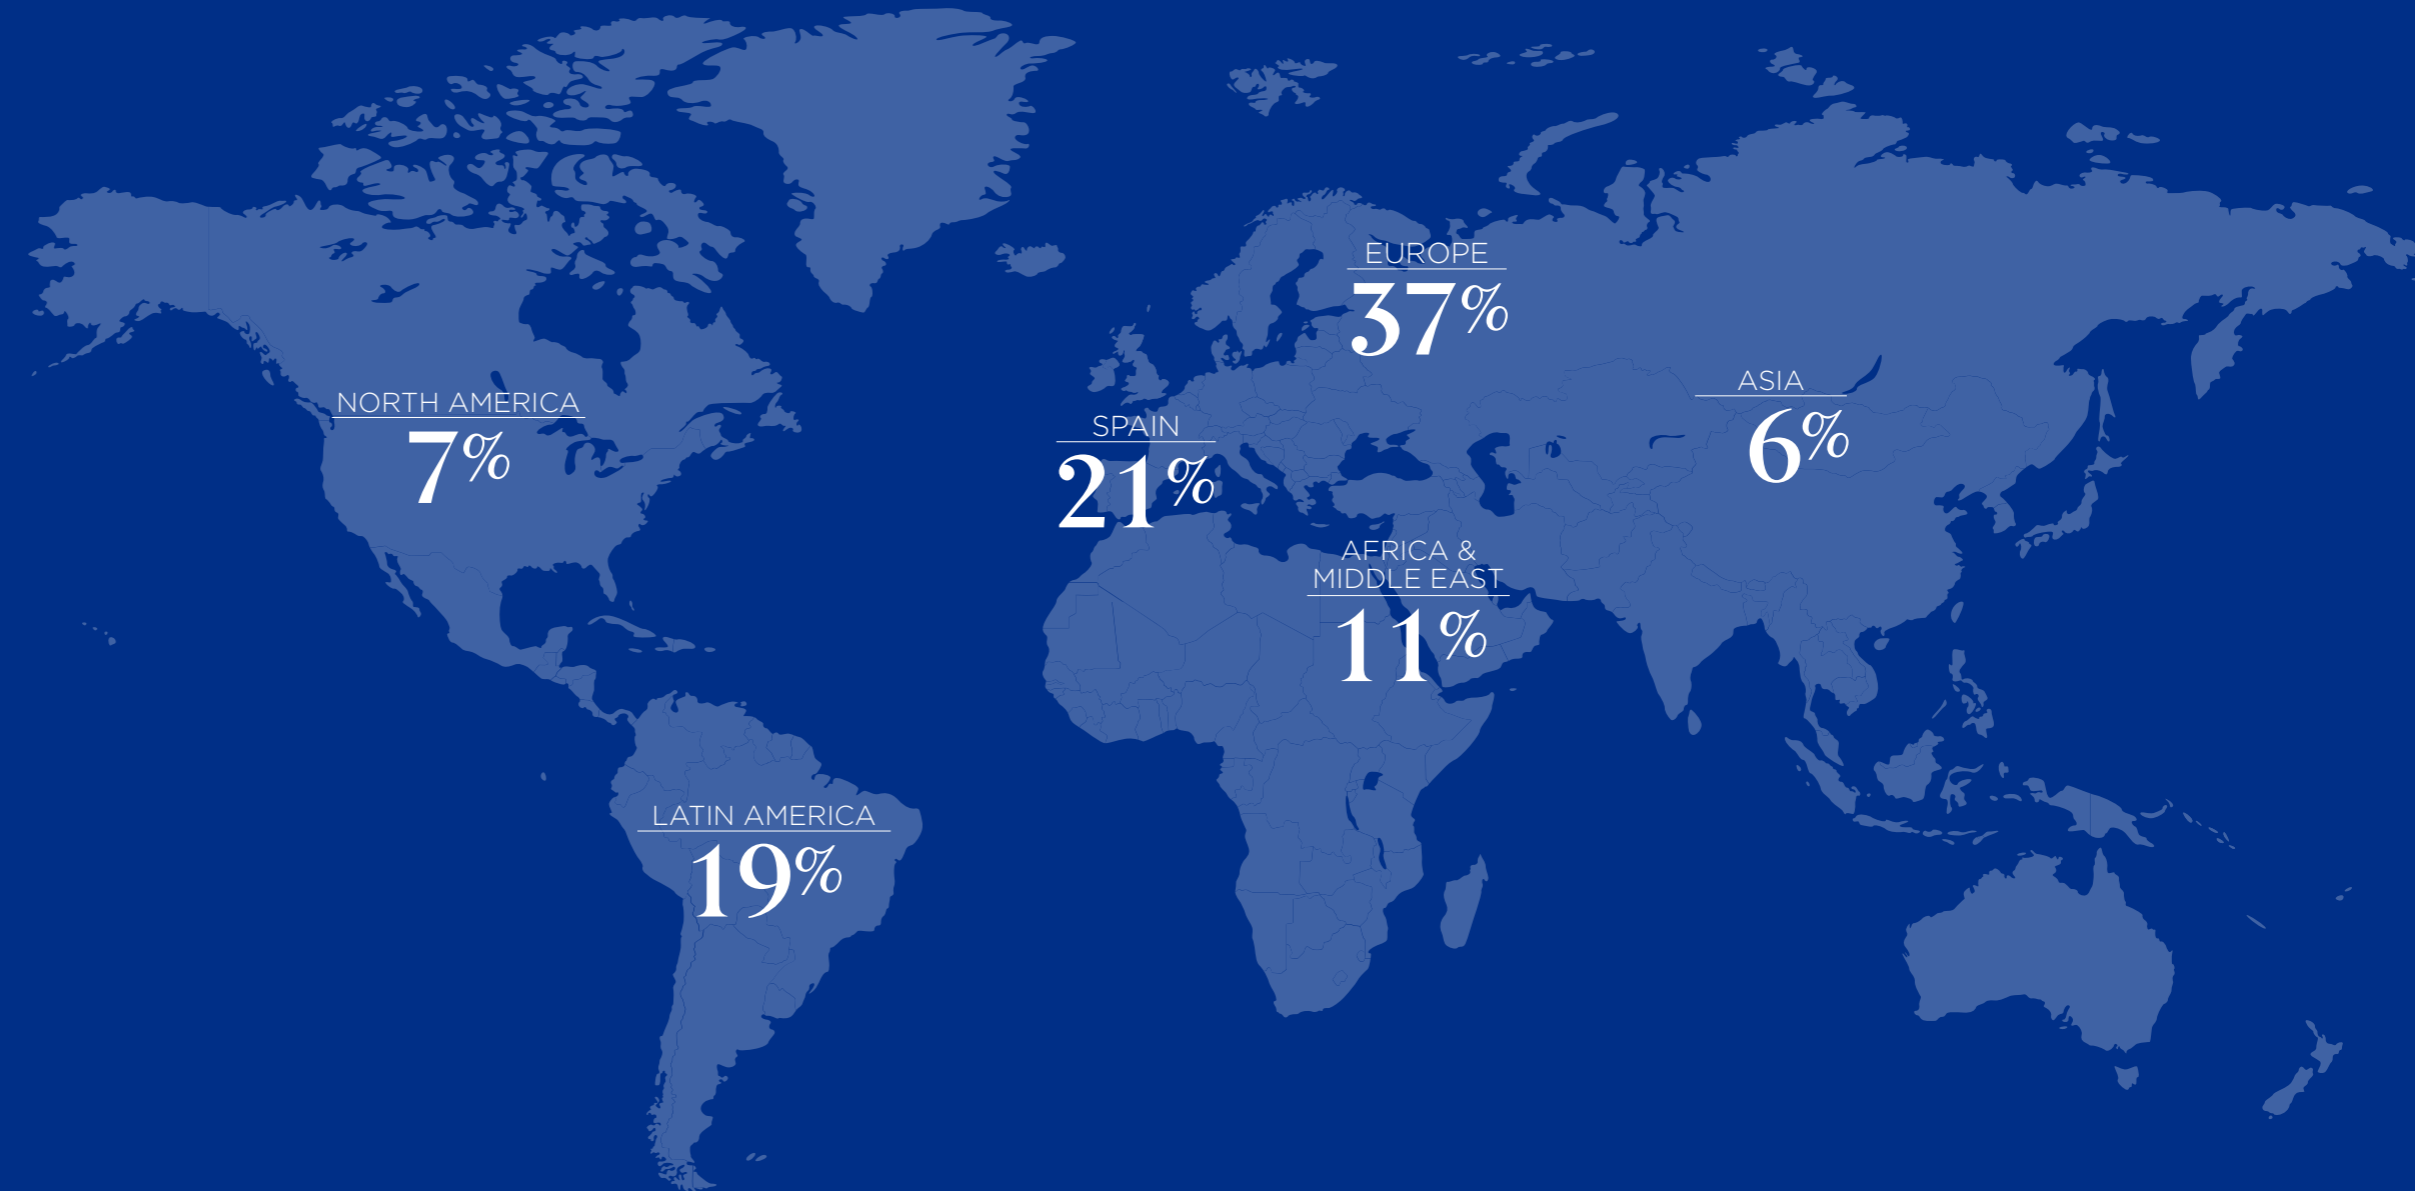 EUROPE
37%
ASIA
6%
NORTH AMERICA
7%
SPAIN
21%
AFRICA &
MIDDLE EAST
11%
LATIN AMERICA
19%